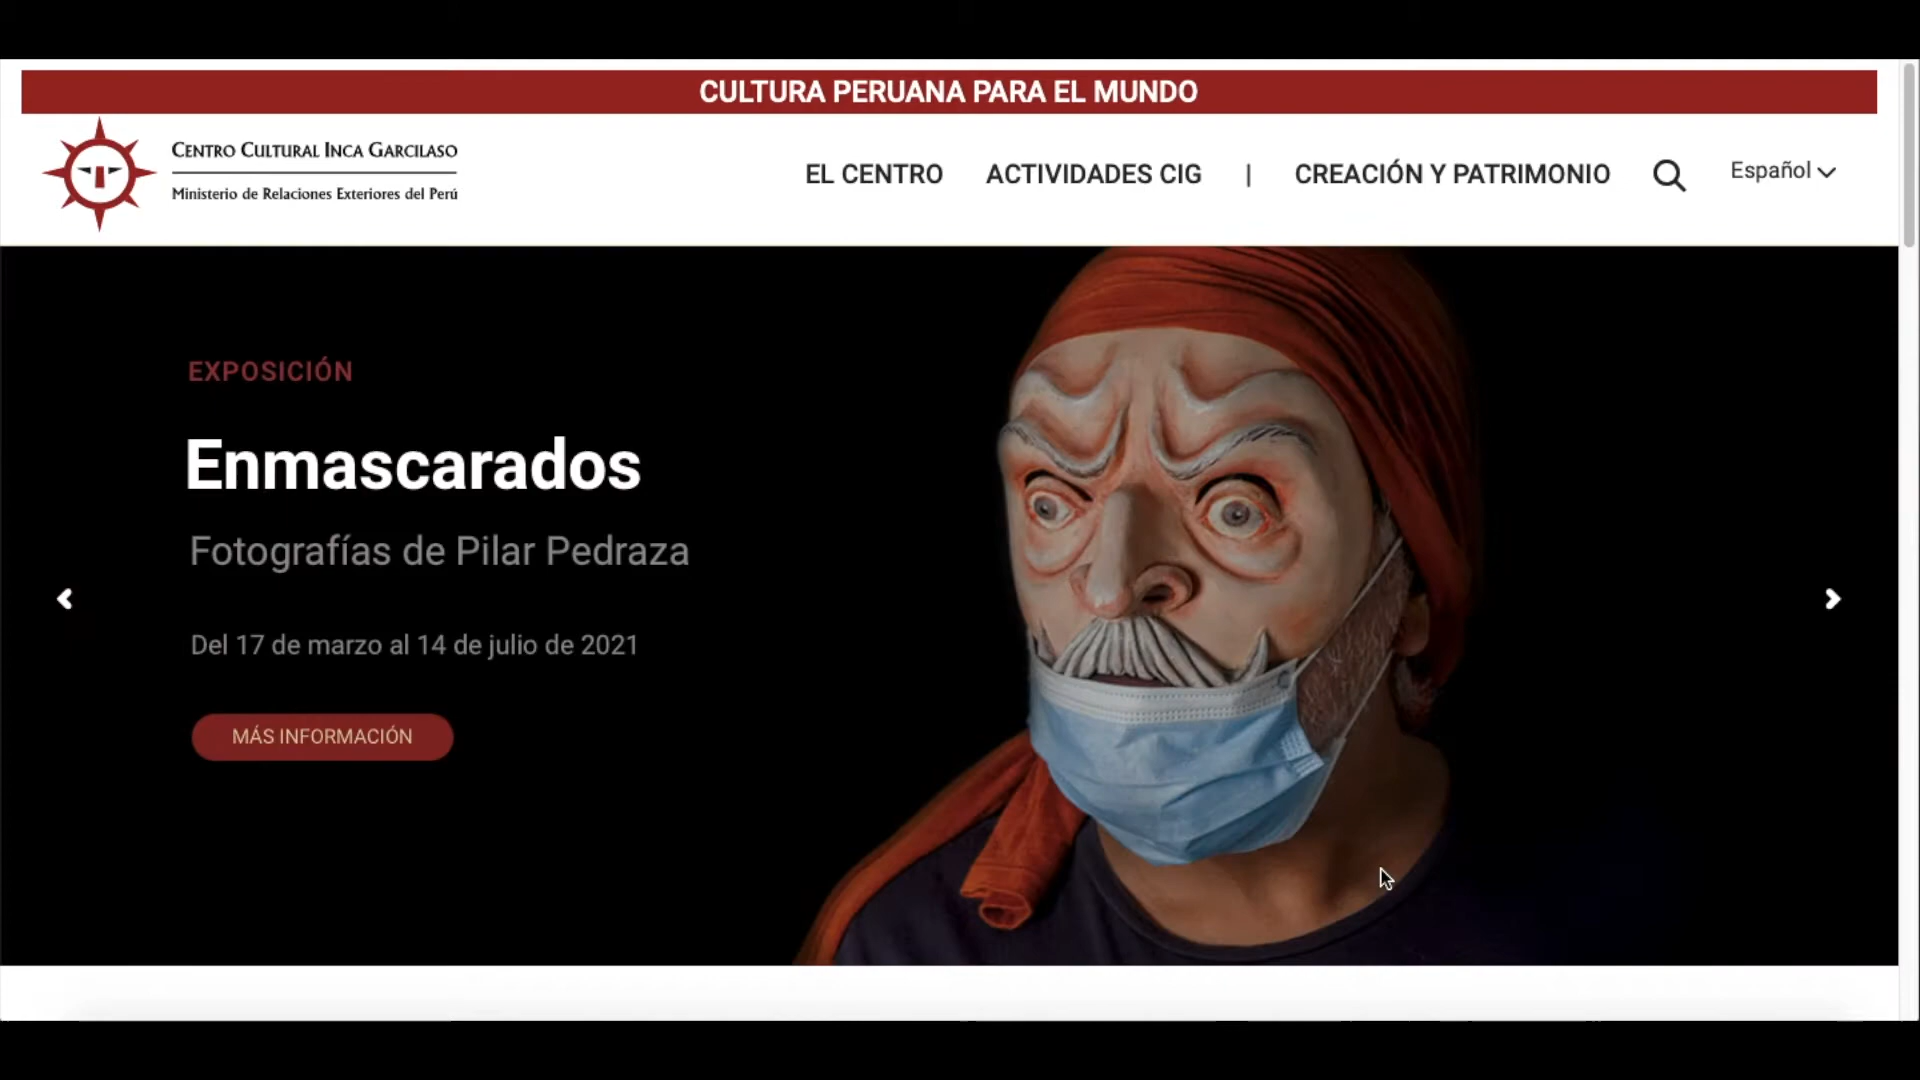 CULTURA PERUANA PARA EL MUNDO
CENTRO CULTURAL INCA GARCILASO
Ministerio de Relaciones Exteriores del Perú
EL CENTRO
ACTIVIDADES CIG
|
CREACIÓN Y PATRIMONIO
Español
EXPOSICIÓN
Enmascarados
Fotografías de Pilar Pedraza
Del 17 de marzo al 14 de julio de 2021
MÁS INFORMACIÓN